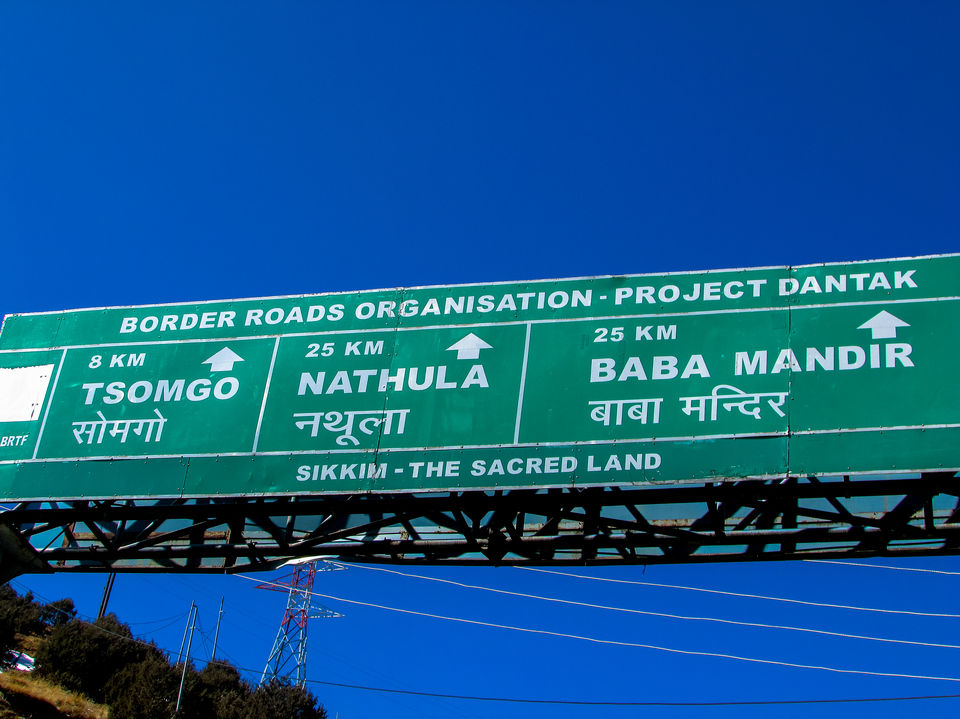 BORDER ROADS ORGANISATION - PROJECT DANTAK
BRTF
8 KM
TSOMGO
सोमगो
25 KM
NATHULA
नथूला
25 KM
BABA MANDIR
बाबा मन्दिर
SIKKIM - THE SACRED LAND